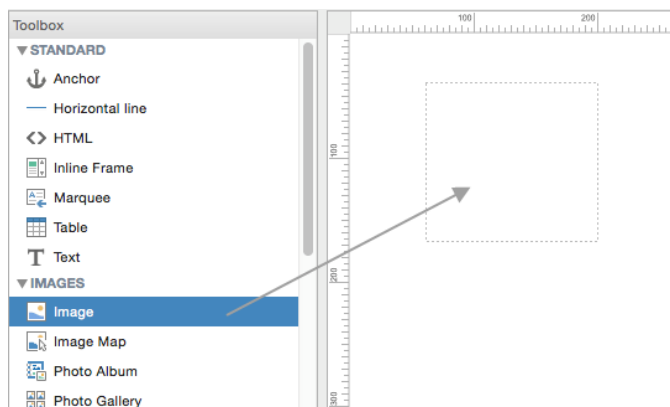 Toolbox
STANDARD
Anchor
Horizontal line
HTML
Inline Frame
Marquee
Table
Text
IMAGES
Image
Image Map
Photo Album
Photo Gallery
100
200
100
200
300